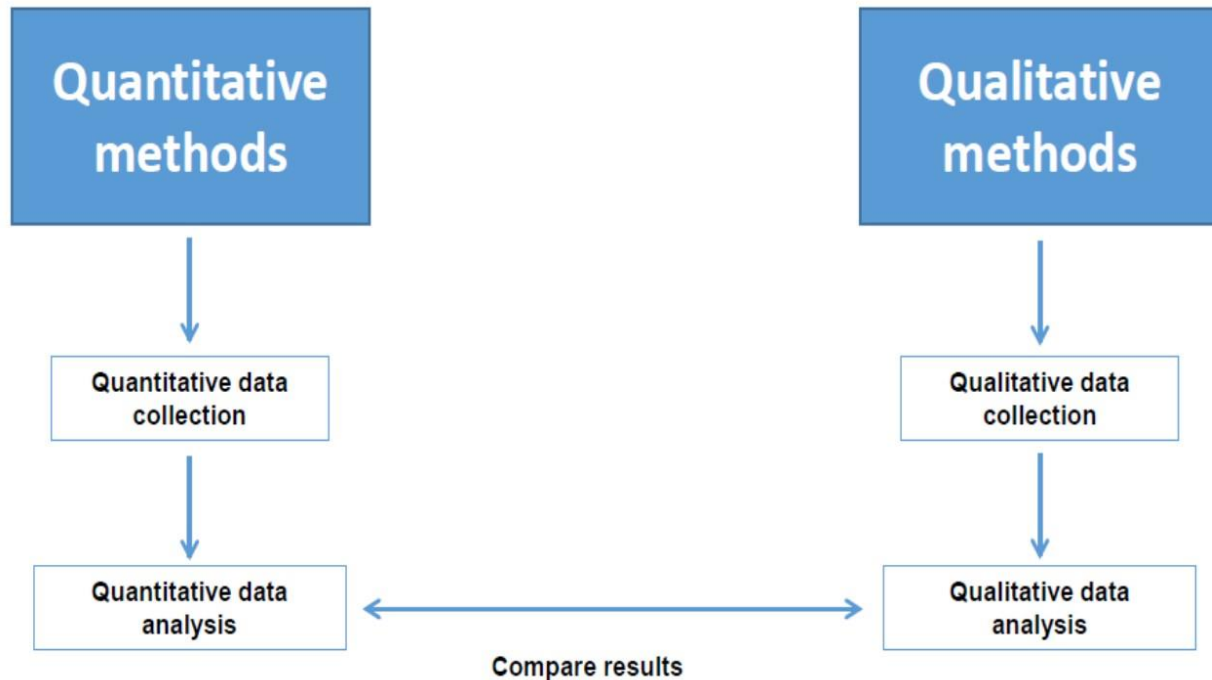 Quantitative
methods
Qualitative
methods
Quantitative data
collection
Qualitative data
collection
Quantitative data
analysis
Qualitative data
analysis
Compare results